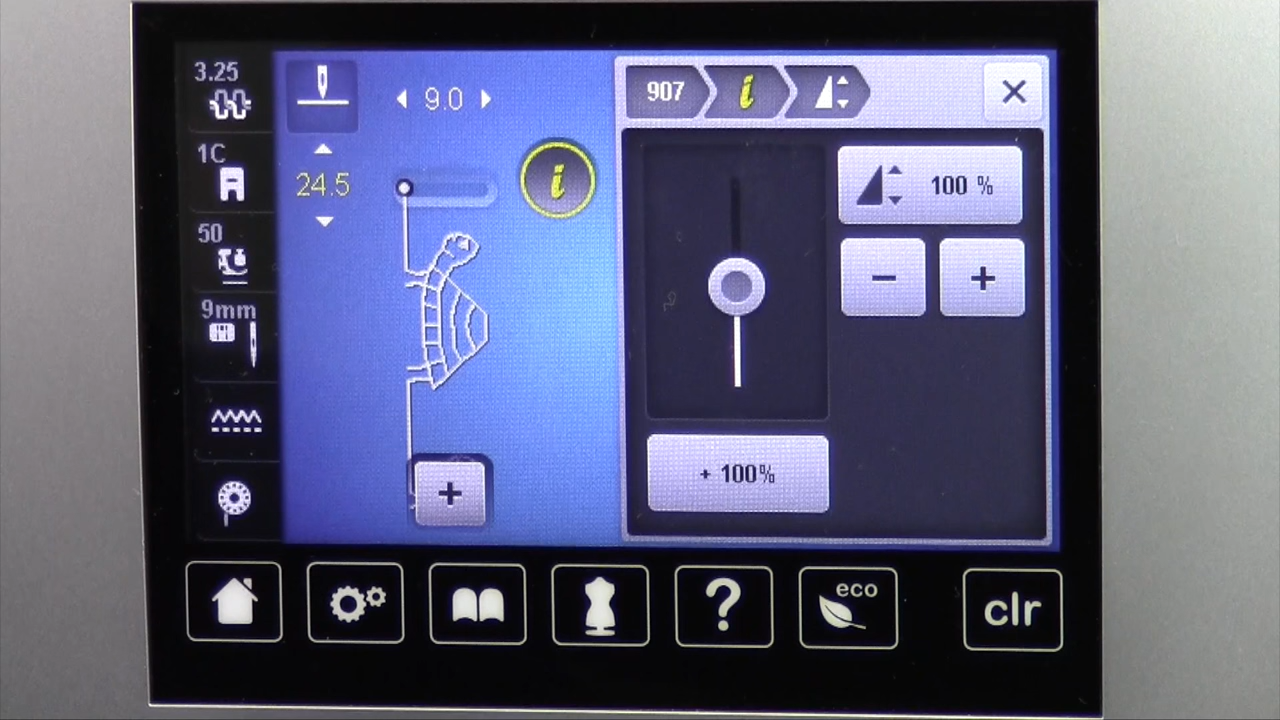 3.25
1C
50
9mm
9.0
24.5
i
907 i
100 %
− +
+ 100%
+
? eco clr